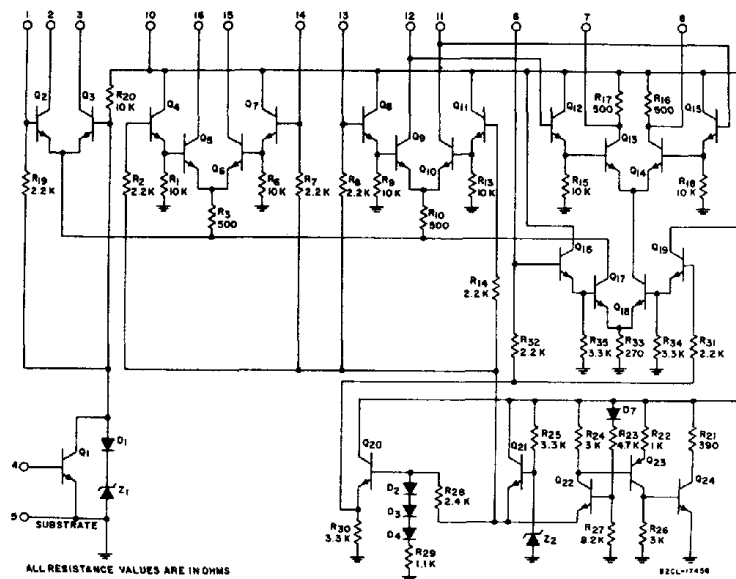 1 2 3 10 16 15 14 13 12 11 6 7 8
Q2 Q3 R20 10K Q4 Q5 Q6 Q7 Q8 Q9 Q10 Q11 Q12 R17 500 Q13 R16 500 Q14 Q15
R19 2.2K R2 2.2K R1 10K R3 500 R6 10K R7 2.2K R8 2.2K R9 10K R10 500 R13 10K R15 10K R18 10K
R14 2.2K Q16 Q17 Q18 Q19
R32 2.2K R35 3.3K R33 270 R34 3.3K R31 2.2K
4 Q1 D1 Z1
5 SUBSTRATE
Q20 D2 D3 D4 R28 2.4K R30 3.3K R29 1.1K
Q21 R25 3.3K Z2 R24 3K Q22 D7 R23 4.7K R22 1K Q23 R27 8.2K R26 3K R21 390 Q24
ALL RESISTANCE VALUES ARE IN OHMS